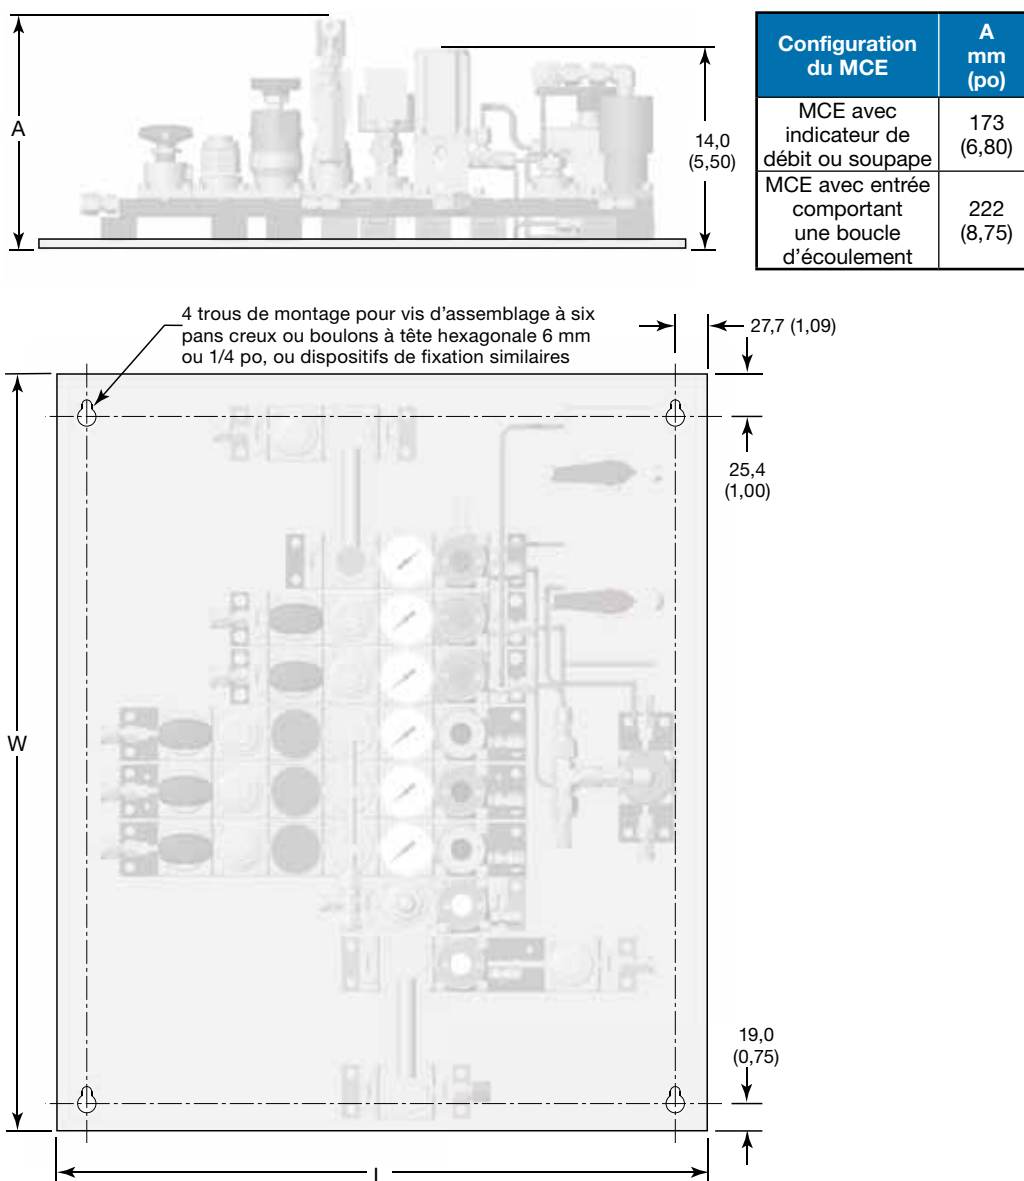 A
14,0
(5,50)
Configuration
du MCE
A
mm
(po)
MCE avec
indicateur de
débit ou soupape
173
(6,80)
MCE avec entrée
comportant
une boucle
d'écoulement
222
(8,75)
4 trous de montage pour vis d'assemblage à six
pans creux ou boulons à tête hexagonale 6 mm
ou 1/4 po, ou dispositifs de fixation similaires
27,7 (1,09)
25,4
(1,00)
W
19,0
(0,75)